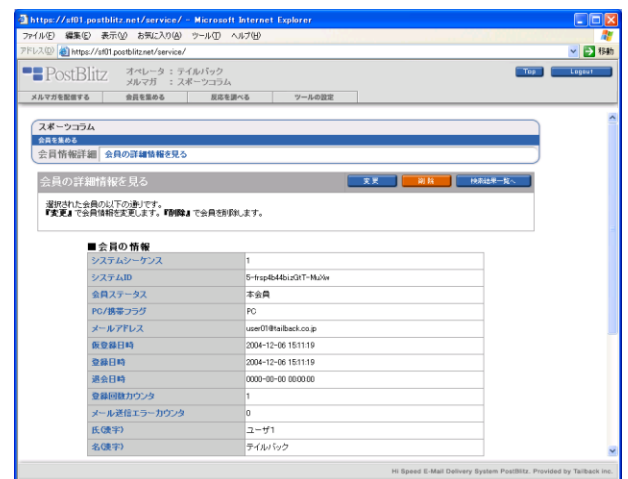 https://sf01.postblitz.net/service/ - Microsoft Internet Explorer
ファイル(F) 編集(E) 表示(V) お気に入り(A) ツール(T) ヘルプ(H)
アドレス(D) https://sf01.postblitz.net/service/ 移動
PostBlitz オペレータ : テイルバック
メルマガ : スポーツコラム
Top Logout
メルマガを配信する 会員を集める 反応を調べる ツールの設定
スポーツコラム
会員を集める
会員情報詳細 会員の詳細情報を見る
会員の詳細情報を見る 変更 削除 検索結果一覧へ
選択された会員の以下の通りです。
『変更』で会員情報を変更します。『削除』で会員を削除します。
■会員の情報
システムシーケンス 1
システムID 5-frsp4b44bizGtT-MuXw
会員ステータス 本会員
PC/携帯フラグ PC
メールアドレス user01@tailback.co.jp
仮登録日時 2004-12-06 15:11:19
登録日時 2004-12-06 15:11:19
退会日時 0000-00-00 00:00:00
登録回数カウンタ 1
メール送信エラーカウンタ 0
氏(漢字) ユーザ1
名(漢字) テイルバック
Hi Speed E-Mail Delivery System PostBlitz. Provided by Tailback Inc.